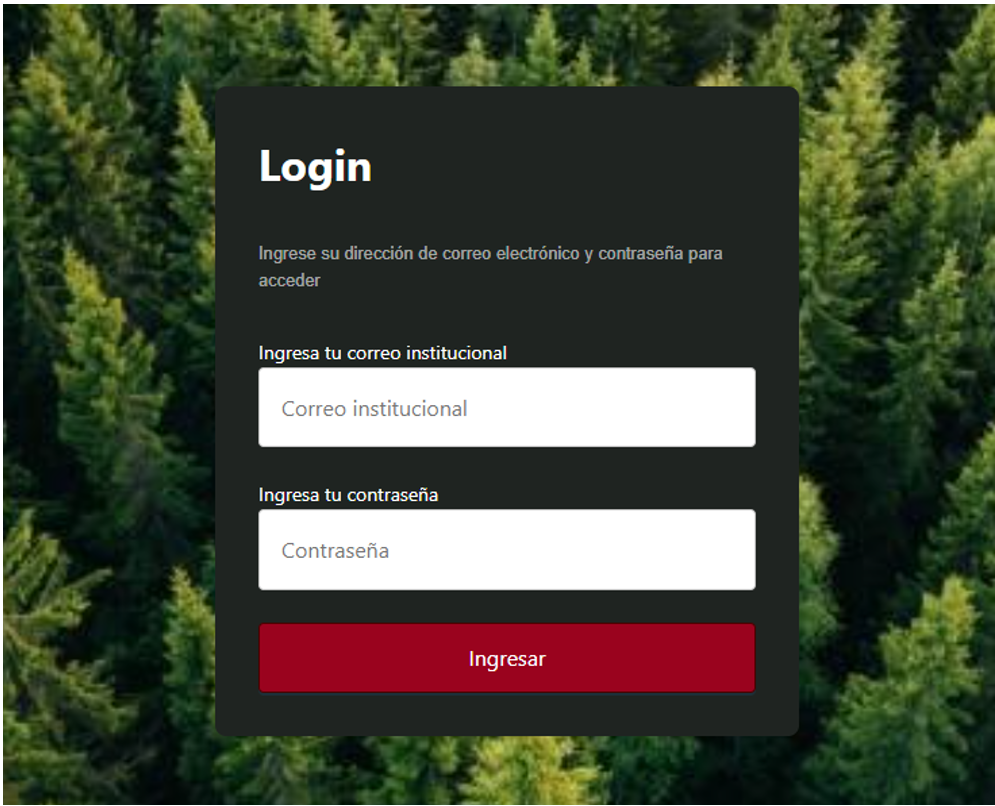 Login
Ingrese su dirección de correo electrónico y contraseña para
acceder
Ingresa tu correo institucional
Correo institucional
Ingresa tu contraseña
Contraseña
Ingresar